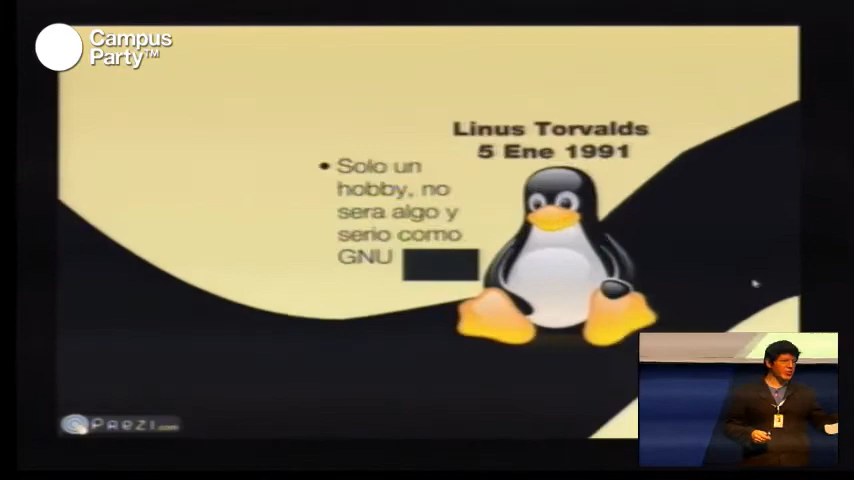 Campus
Party™
Linus Torvalds
5 Ene 1991
• Solo un
hobby, no
sera algo y
serio como
GNU
PREZI.com